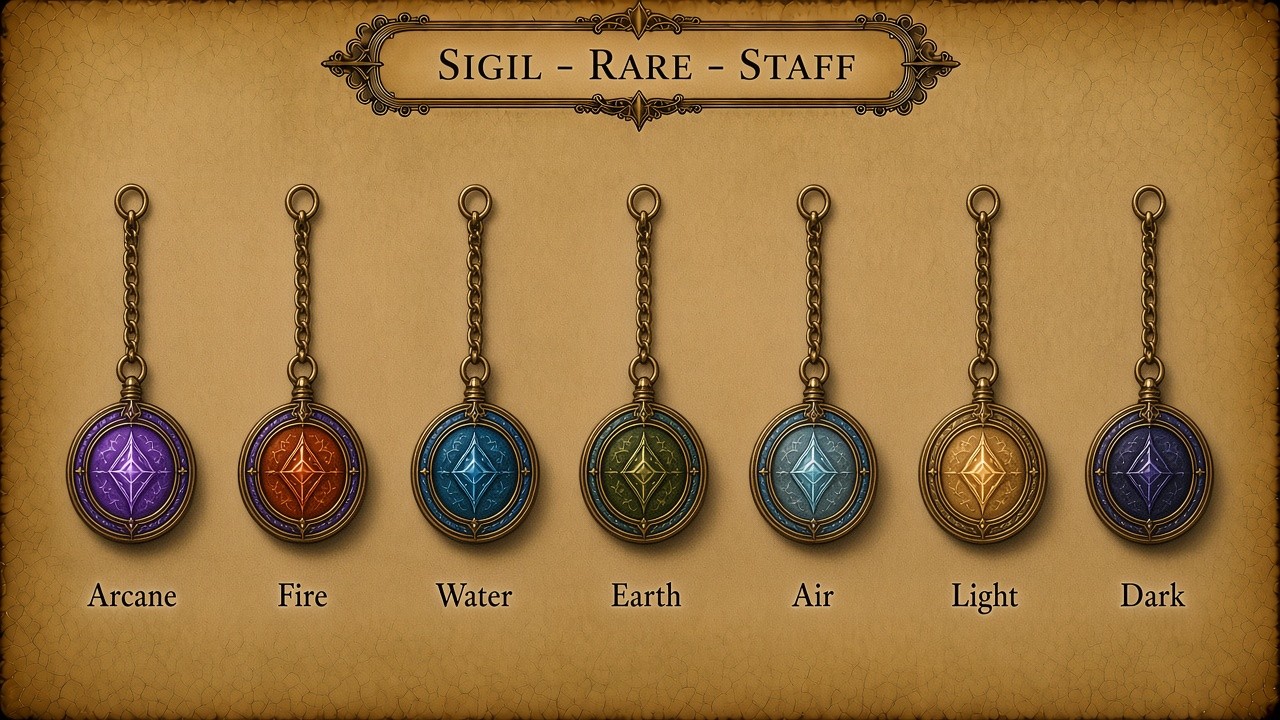 Sigil – Rare – Staff
Arcane
Fire
Water
Earth
Air
Light
Dark